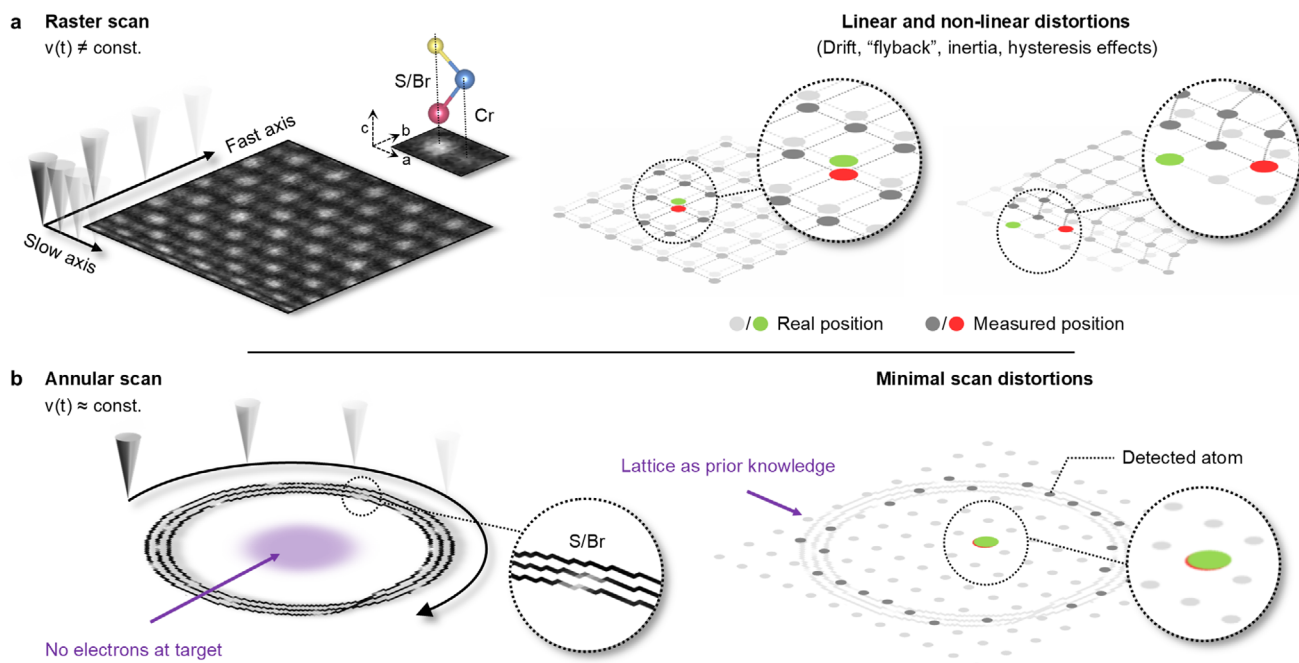 a Raster scan
v(t) ≠ const.
Fast axis
Slow axis
S/Br
Cr
c
b
a
Linear and non-linear distortions
(Drift, “flyback”, inertia, hysteresis effects)
/ Real position
/ Measured position
b Annular scan
v(t) ≈ const.
S/Br
No electrons at target
Minimal scan distortions
Lattice as prior knowledge
Detected atom